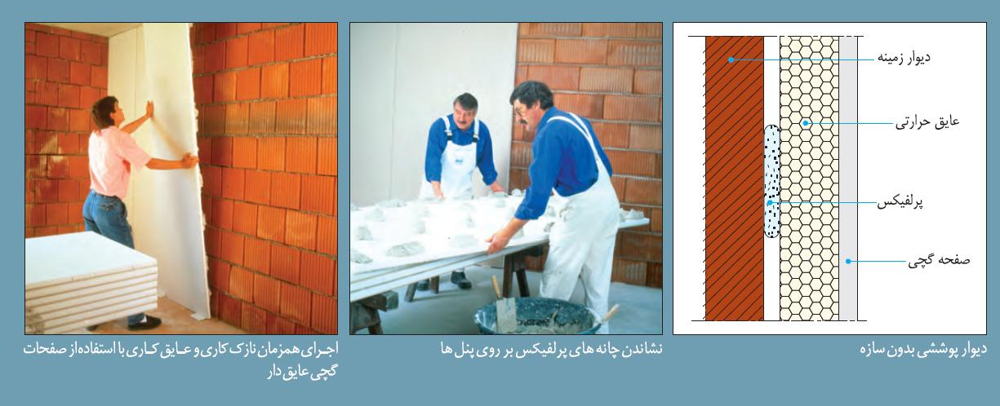 دیوار زمینه
عایق حرارتی
پرلفیکس
صفحه گچی
دیوار پوششی بدون سازه
نشاندن چانه های پرلفیکس بر روی پنل ها
اجرای همزمان نازک کاری و عایق کاری با استفاده از صفحات
گچی عایق دار